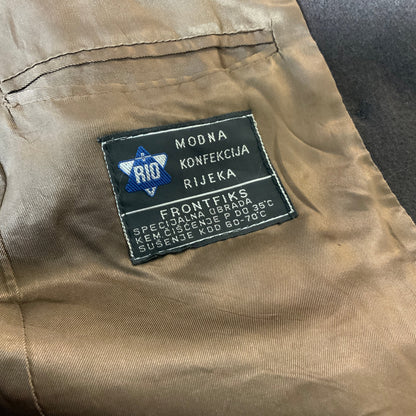 RIO
MODNA
KONFEKCIJA
RIJEKA
FRONTFIKS
SPECIJALNA OBRADA
KEM ČIŠĆENJE P DO 35°C
SUŠENJE KOD 60-70°C